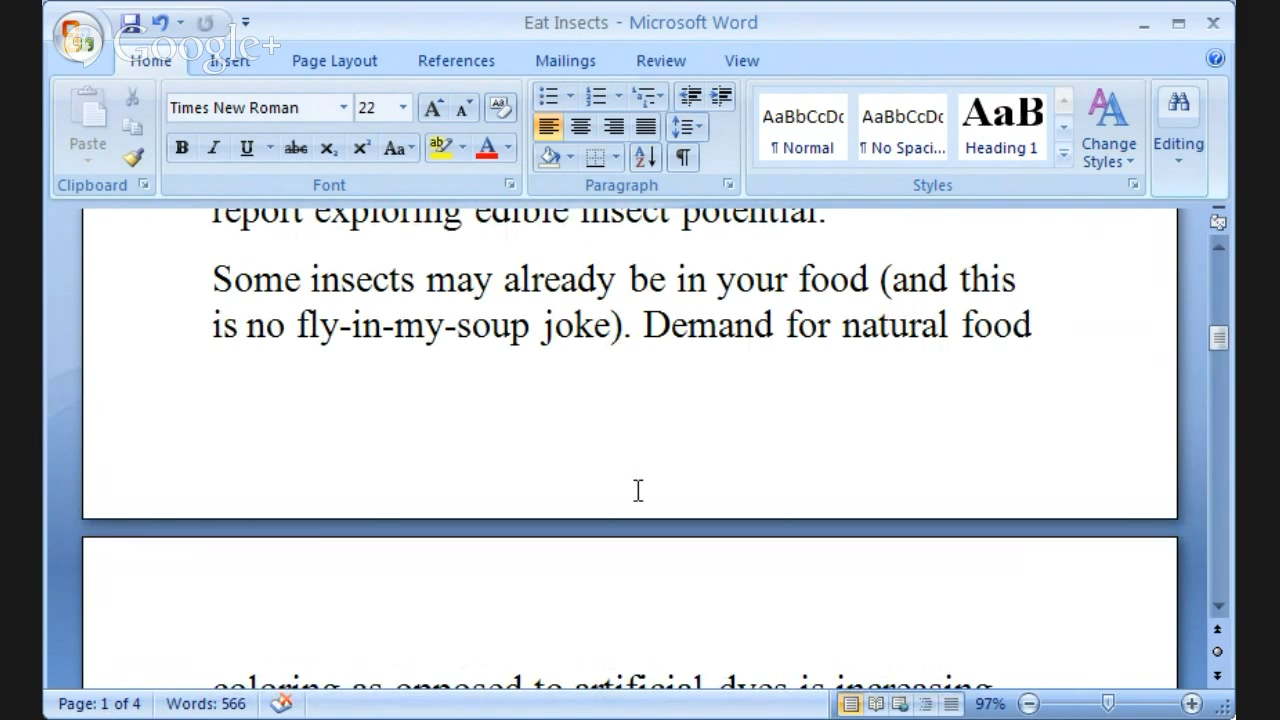 Eat Insects - Microsoft Word
Google+
Home Insert Page Layout References Mailings Review View
Times New Roman 22
AaBbCcDc AaBbCcDc AaB
Paste
¶ Normal ¶ No Spaci... Heading 1
Change Styles
Editing
Clipboard Font Paragraph Styles
report exploring edible insect potential.
Some insects may already be in your food (and this
is no fly-in-my-soup joke). Demand for natural food
coloring as opposed to artificial dyes is increasing
Page: 1 of 4 Words: 566 97%